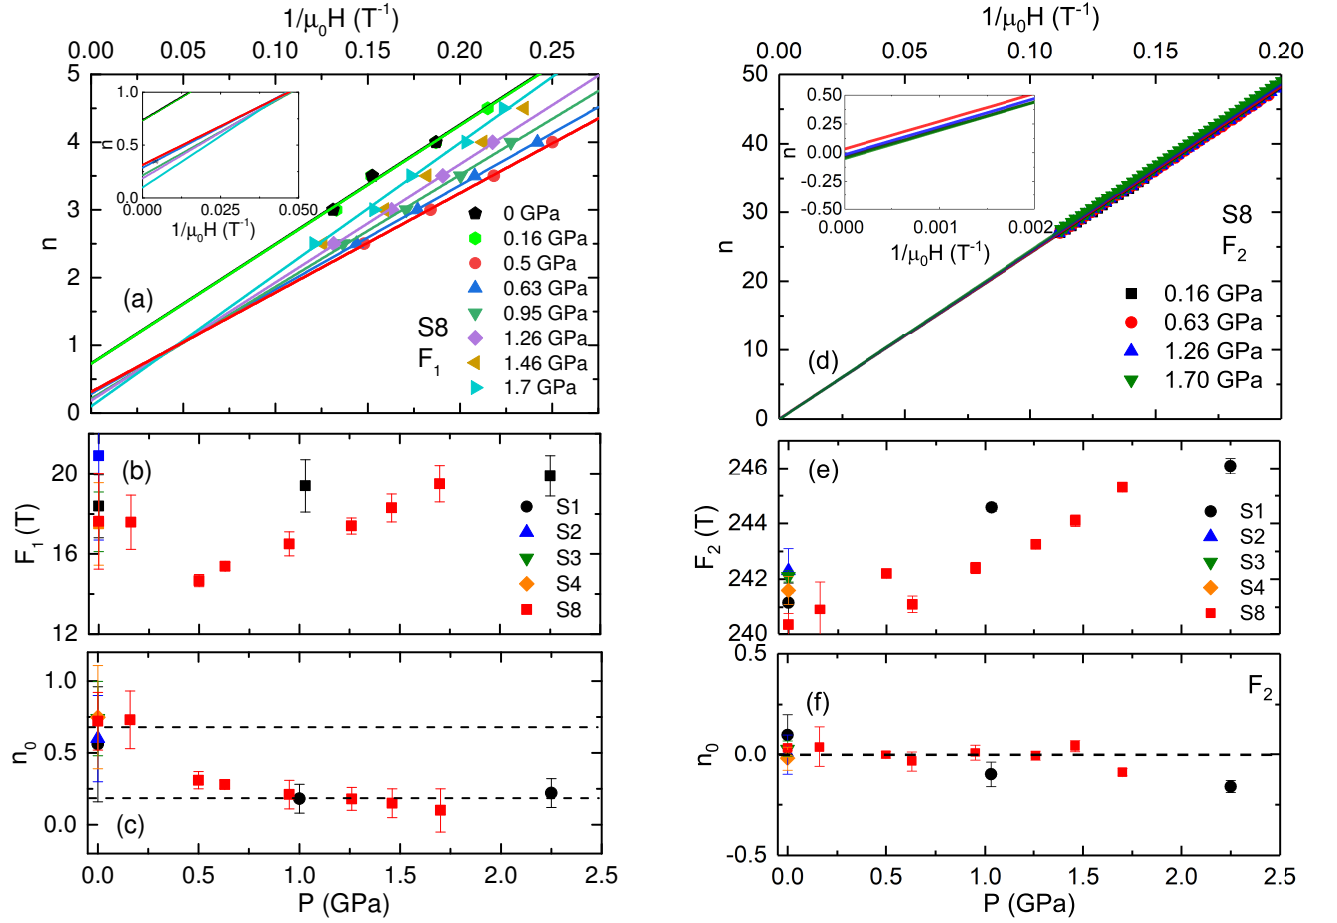 1/μ0H (T-1)
0.00 0.05 0.10 0.15 0.20 0.25
5
4
3
2
1
0
n
1.0
0.5
0.0
n
0.000 0.025 0.050
1/μ0H (T-1)
(a)
S8
F1
0 GPa
0.16 GPa
0.5 GPa
0.63 GPa
0.95 GPa
1.26 GPa
1.46 GPa
1.7 GPa
1/μ0H (T-1)
0.00 0.05 0.10 0.15 0.20
50
45
40
35
30
25
20
15
10
5
0
n
0.50
0.25
0.00
-0.25
-0.50
n
0.000 0.001 0.002
1/μ0H (T-1)
S8
F2
(d)
0.16 GPa
0.63 GPa
1.26 GPa
1.70 GPa
(b)
20
16
12
F1 (T)
S1
S2
S3
S4
S8
(e)
246
244
242
240
F2 (T)
S1
S2
S3
S4
S8
1.0
0.5
0.0
n0
(c)
0.0 0.5 1.0 1.5 2.0 2.5
P (GPa)
0.5
0.0
-0.5
n0
(f)
F2
0.0 0.5 1.0 1.5 2.0 2.5
P (GPa)